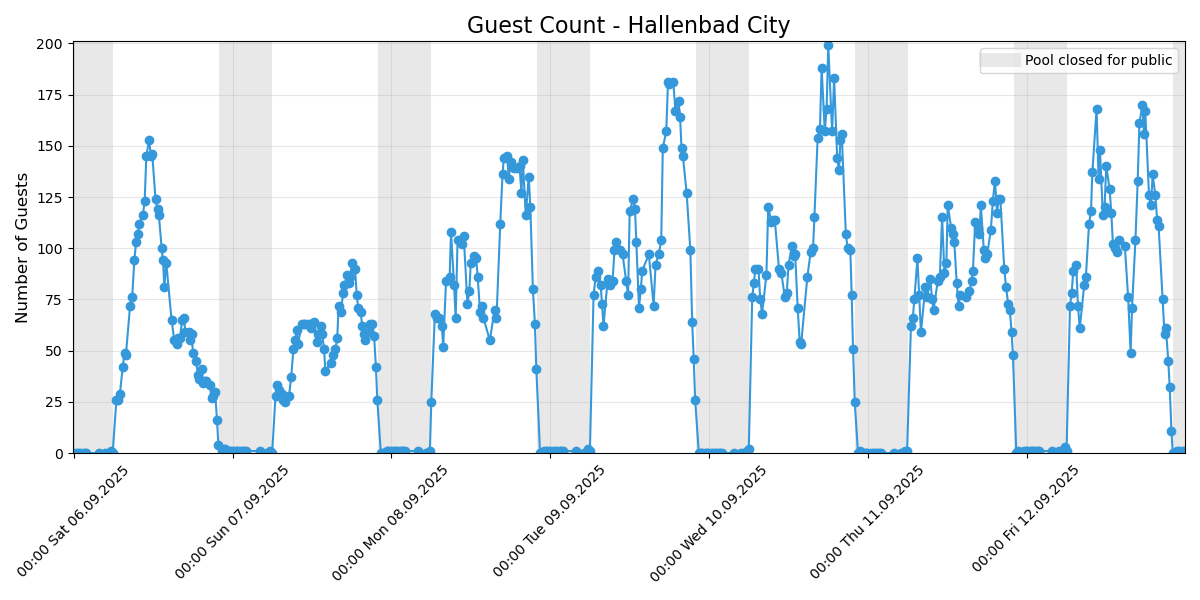 Guest Count - Hallenbad City
Pool closed for public
Number of Guests
200
175
150
125
100
75
50
25
0
00:00 Sat 06.09.2025
00:00 Sun 07.09.2025
00:00 Mon 08.09.2025
00:00 Tue 09.09.2025
00:00 Wed 10.09.2025
00:00 Thu 11.09.2025
00:00 Fri 12.09.2025